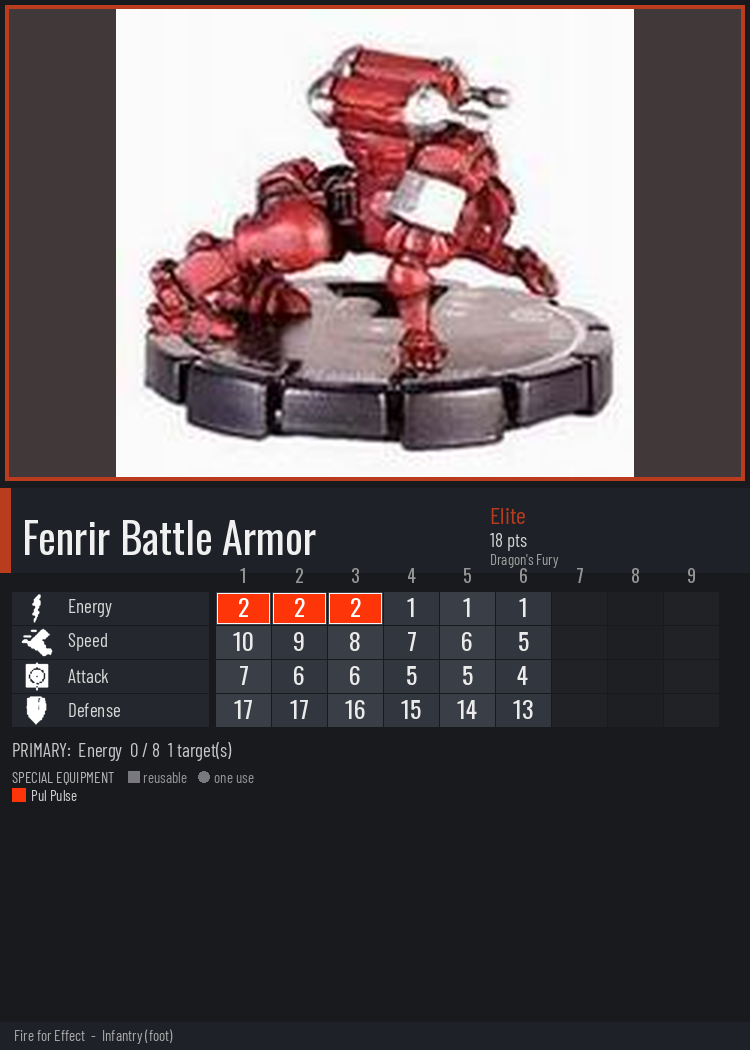 Fenrir Battle Armor
Elite
18 pts
Dragon's Fury
1 2 3 4 5 6 7 8 9
Energy 2 2 2 1 1 1
Speed 10 9 8 7 6 5
Attack 7 6 6 5 5 4
Defense 17 17 16 15 14 13
PRIMARY: Energy 0 / 8 1 target(s)
SPECIAL EQUIPMENT reusable one use
Pul Pulse
Fire for Effect - Infantry (foot)